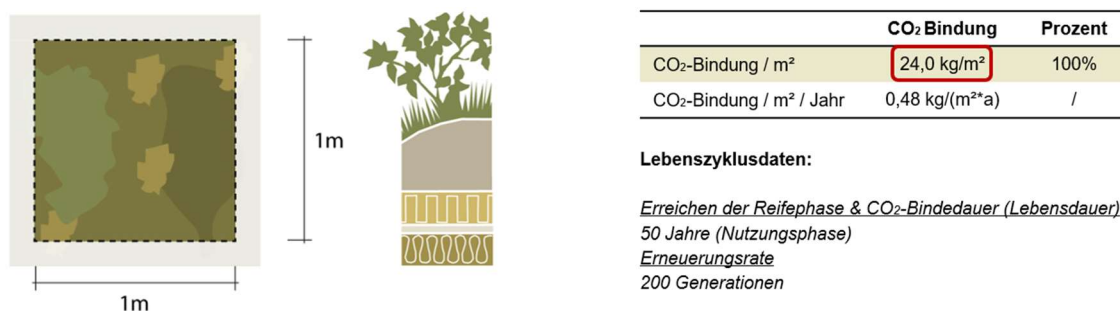 1m
1m
CO₂ Bindung Prozent
CO₂-Bindung / m² 24,0 kg/m² 100%
CO₂-Bindung / m² / Jahr 0,48 kg/(m²*a) /
Lebenszyklusdaten:
Erreichen der Reifephase & CO₂-Bindedauer (Lebensdauer)
50 Jahre (Nutzungsphase)
Erneuerungsrate
200 Generationen